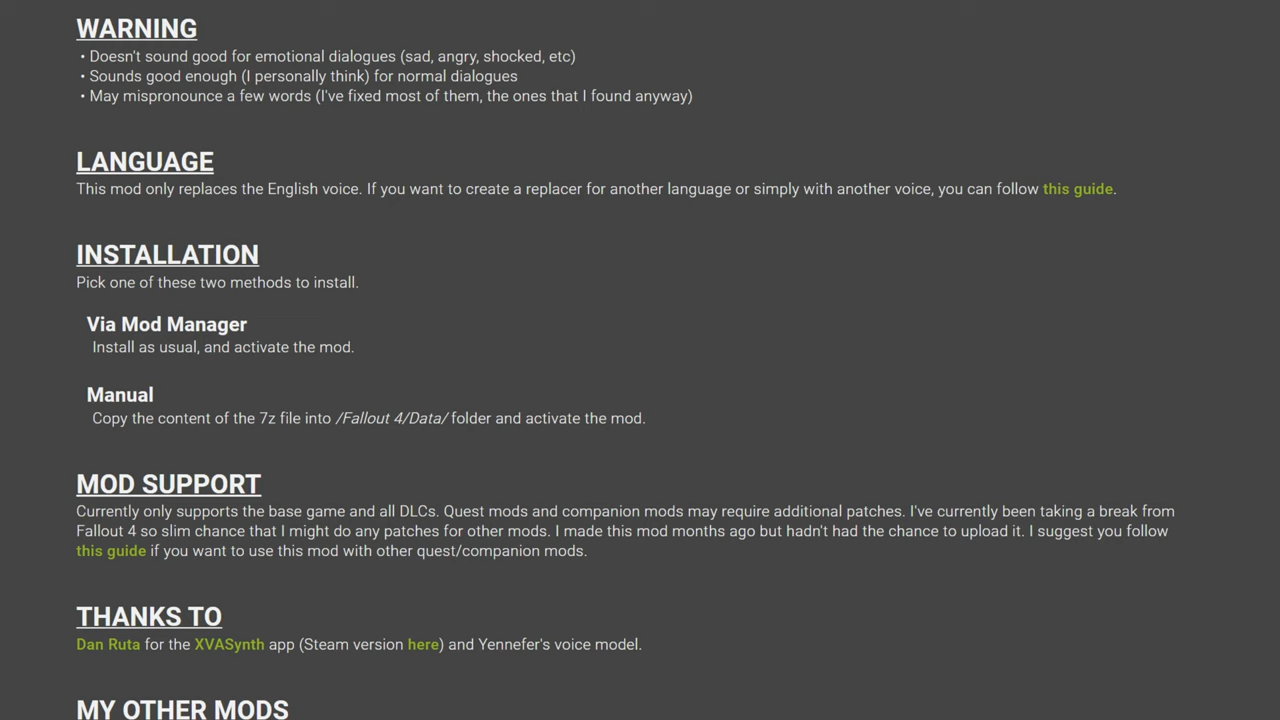 WARNING
• Doesn't sound good for emotional dialogues (sad, angry, shocked, etc)
• Sounds good enough (I personally think) for normal dialogues
• May mispronounce a few words (I've fixed most of them, the ones that I found anyway)
LANGUAGE
This mod only replaces the English voice. If you want to create a replacer for another language or simply with another voice, you can follow this guide.
INSTALLATION
Pick one of these two methods to install.
Via Mod Manager
Install as usual, and activate the mod.
Manual
Copy the content of the 7z file into /Fallout 4/Data/ folder and activate the mod.
MOD SUPPORT
Currently only supports the base game and all DLCs. Quest mods and companion mods may require additional patches. I've currently been taking a break from
Fallout 4 so slim chance that I might do any patches for other mods. I made this mod months ago but hadn't had the chance to upload it. I suggest you follow
this guide if you want to use this mod with other quest/companion mods.
THANKS TO
Dan Ruta for the XVASynth app (Steam version here) and Yennefer's voice model.
MY OTHER MODS